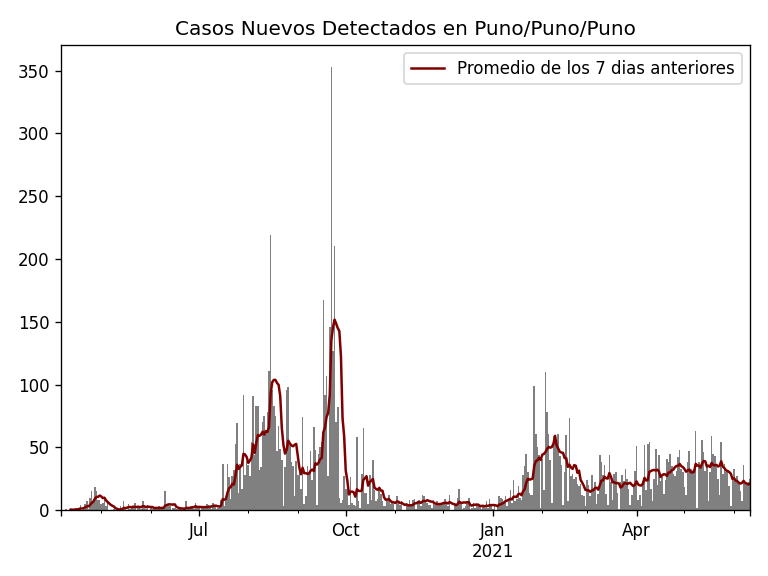 Casos Nuevos Detectados en Puno/Puno/Puno
Promedio de los 7 dias anteriores
350
300
250
200
150
100
50
0
Jul
Oct
Jan
2021
Apr